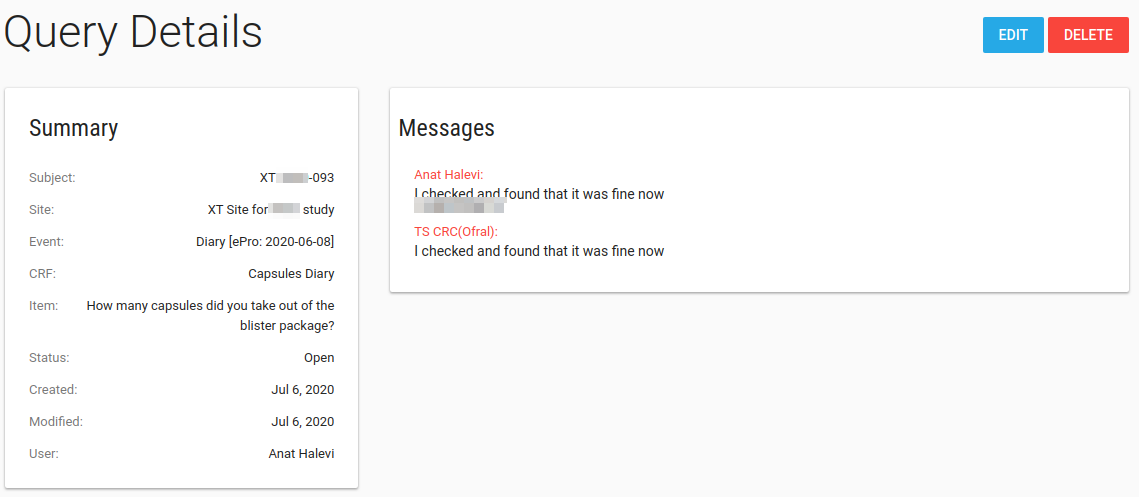 Query Details
EDIT
DELETE
Summary
Subject: XT -093
Site: XT Site for study
Event: Diary [ePro: 2020-06-08]
CRF: Capsules Diary
Item: How many capsules did you take out of the
blister package?
Status: Open
Created: Jul 6, 2020
Modified: Jul 6, 2020
User: Anat Halevi
Messages
Anat Halevi:
I checked and found that it was fine now
TS CRC(Ofral):
I checked and found that it was fine now